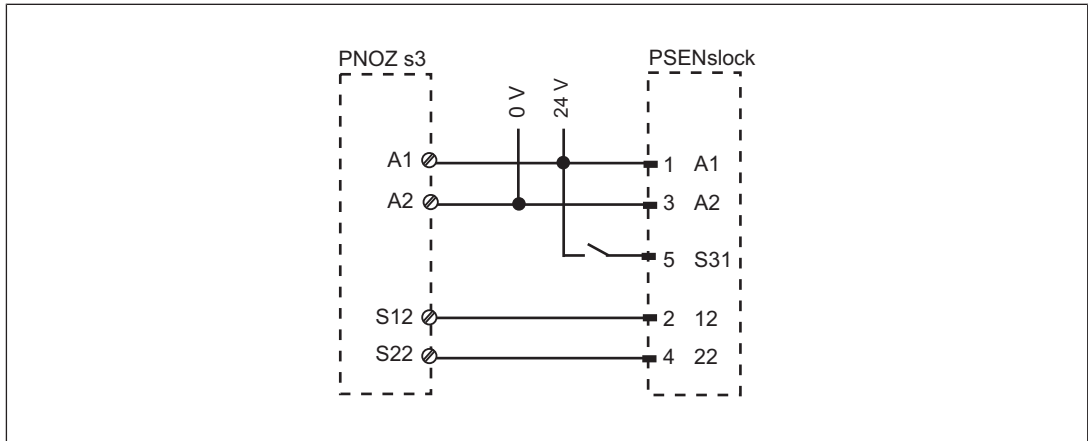 PNOZ s3
PSENslock
0 V
24 V
A1
1 A1
A2
3 A2
5 S31
S12
2 12
S22
4 22